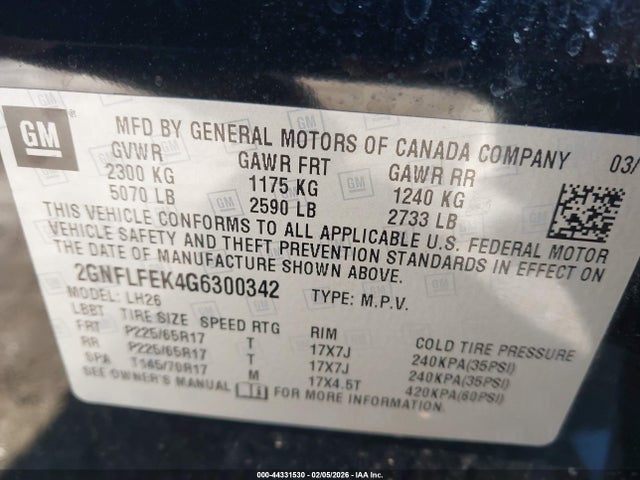 GM
MFD BY GENERAL MOTORS OF CANADA COMPANY 03/
GVWR GAWR FRT GAWR RR
2300 KG 1175 KG 1240 KG
5070 LB 2590 LB 2733 LB
THIS VEHICLE CONFORMS TO ALL APPLICABLE U.S. FEDERAL MOTOR
VEHICLE SAFETY AND THEFT PREVENTION STANDARDS IN EFFECT ON
THE DATE OF MANUFACTURE SHOWN ABOVE.
2GNFLFEK4G6300342 TYPE: M.P.V.
MODEL: LH26
LBBT TIRE SIZE SPEED RTG RIM COLD TIRE PRESSURE
FRT P225/65R17 T 17X7J 240KPA(35PSI)
RR P225/65R17 T 17X7J 240KPA(35PSI)
SPA T145/70R17 M 17X4.5T 420KPA(60PSI)
SEE OWNER'S MANUAL FOR MORE INFORMATION.
000-44331530 - 02/05/2026 - IAA Inc.